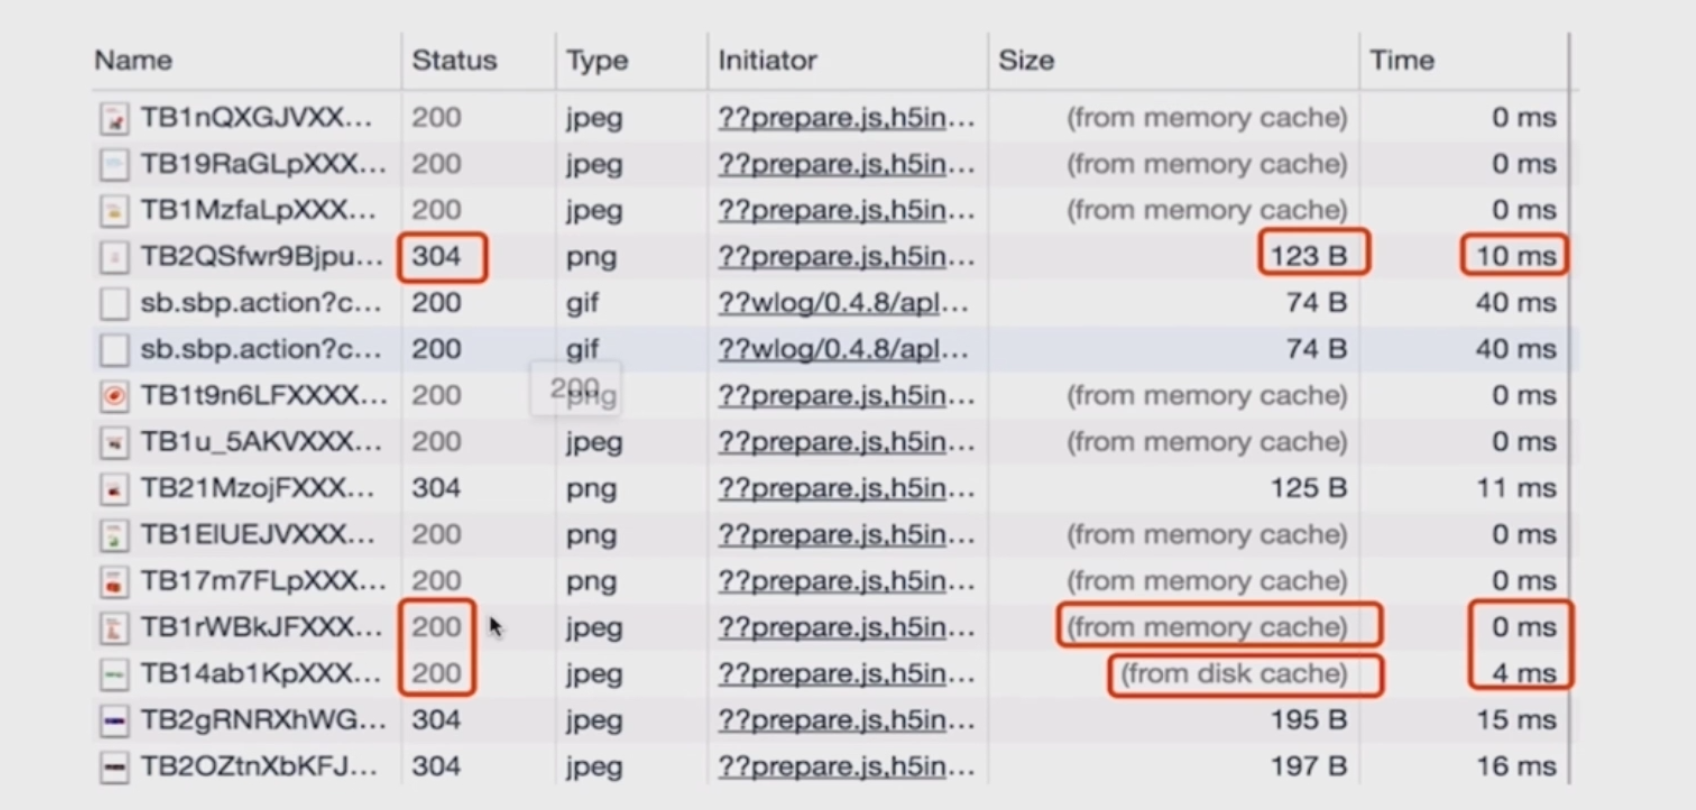 Name Status Type Initiator Size Time
TB1nQXGJVXX... 200 jpeg ??prepare.js,h5in... (from memory cache) 0 ms
TB19RaGLpXXX... 200 jpeg ??prepare.js,h5in... (from memory cache) 0 ms
TB1MzfaLpXXX... 200 jpeg ??prepare.js,h5in... (from memory cache) 0 ms
TB2QSfwr9Bjpu... 304 png ??prepare.js,h5in... 123 B 10 ms
sb.sbp.action?c... 200 gif ??wlog/0.4.8/apl... 74 B 40 ms
sb.sbp.action?c... 200 gif ??wlog/0.4.8/apl... 74 B 40 ms
200
TB1t9n6LFXXXX... 200 png ??prepare.js,h5in... (from memory cache) 0 ms
TB1u_5AKVXXX... 200 jpeg ??prepare.js,h5in... (from memory cache) 0 ms
TB21MzojFXXX... 304 png ??prepare.js,h5in... 125 B 11 ms
TB1ElUEJVXXX... 200 png ??prepare.js,h5in... (from memory cache) 0 ms
TB17m7FLpXXX... 200 png ??prepare.js,h5in... (from memory cache) 0 ms
TB1rWBkJFXXX... 200 jpeg ??prepare.js,h5in... (from memory cache) 0 ms
TB14ab1KpXXX... 200 jpeg ??prepare.js,h5in... (from disk cache) 4 ms
TB2gRNRXhWG... 304 jpeg ??prepare.js,h5in... 195 B 15 ms
TB2OZtnXbKFJ... 304 jpeg ??prepare.js,h5in... 197 B 16 ms